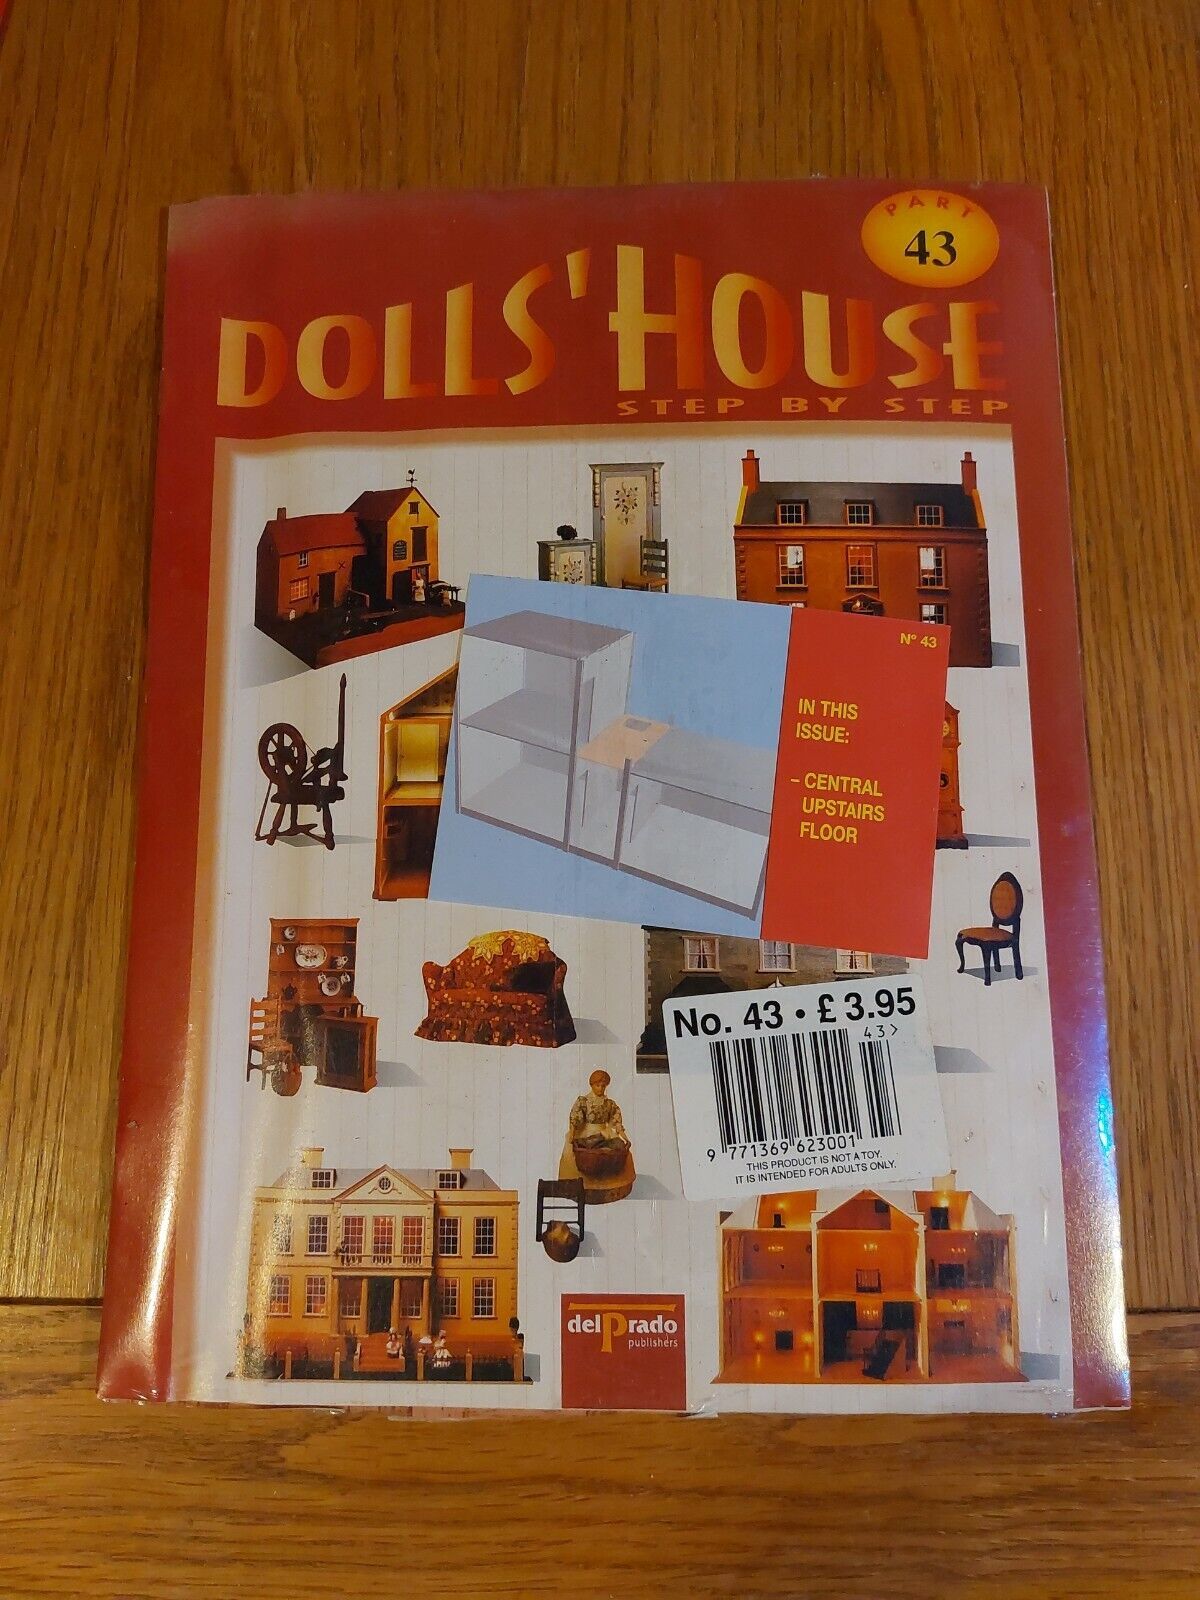 PART
43
DOLLS' HOUSE
STEP BY STEP
Nº 43
IN THIS
ISSUE:
– CENTRAL
UPSTAIRS
FLOOR
No. 43 • £ 3.95
43>
9 771369 623001
THIS PRODUCT IS NOT A TOY.
IT IS INTENDED FOR ADULTS ONLY.
delPrado
publishers